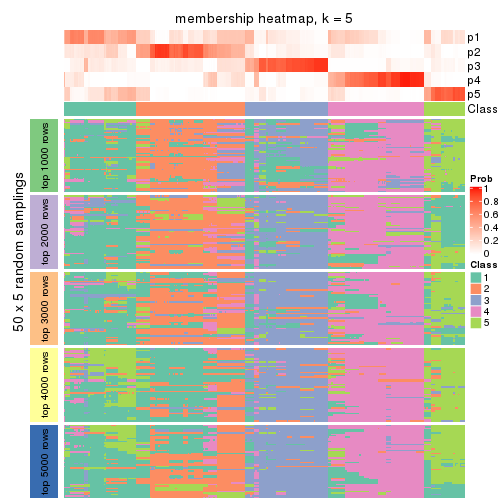 membership heatmap, k = 5
p1
p2
p3
p4
p5
Class
50 x 5 random samplings
top 1000 rows
top 2000 rows
top 3000 rows
top 4000 rows
top 5000 rows
Prob
1
0.8
0.6
0.4
0.2
0
Class
1
2
3
4
5